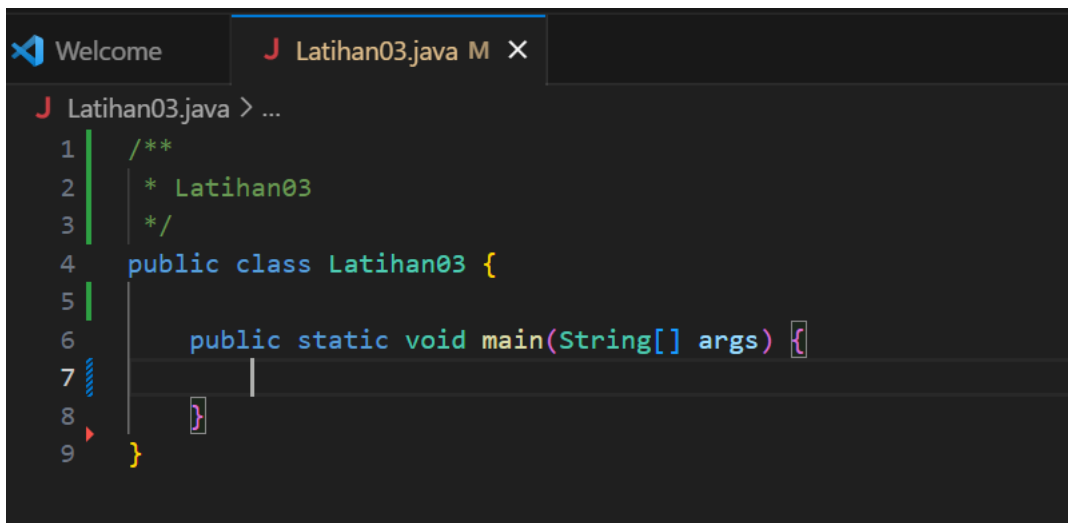 Welcome
Latihan03.java M
Latihan03.java > ...
1 /**
2 * Latihan03
3 */
4 public class Latihan03 {
5
6 public static void main(String[] args) {
7
8 }
9 }